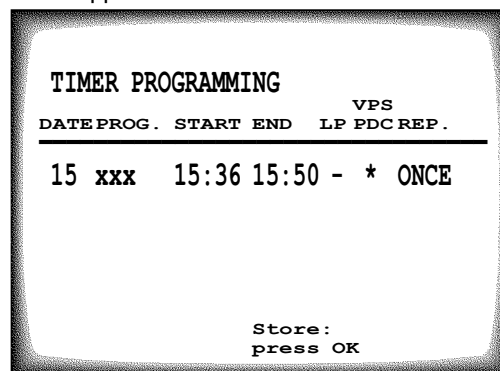 TIMER PROGRAMMING
VPS
DATE PROG. START END LP PDC REP.
15 xxx 15:36 15:50 - * ONCE
Store:
press OK